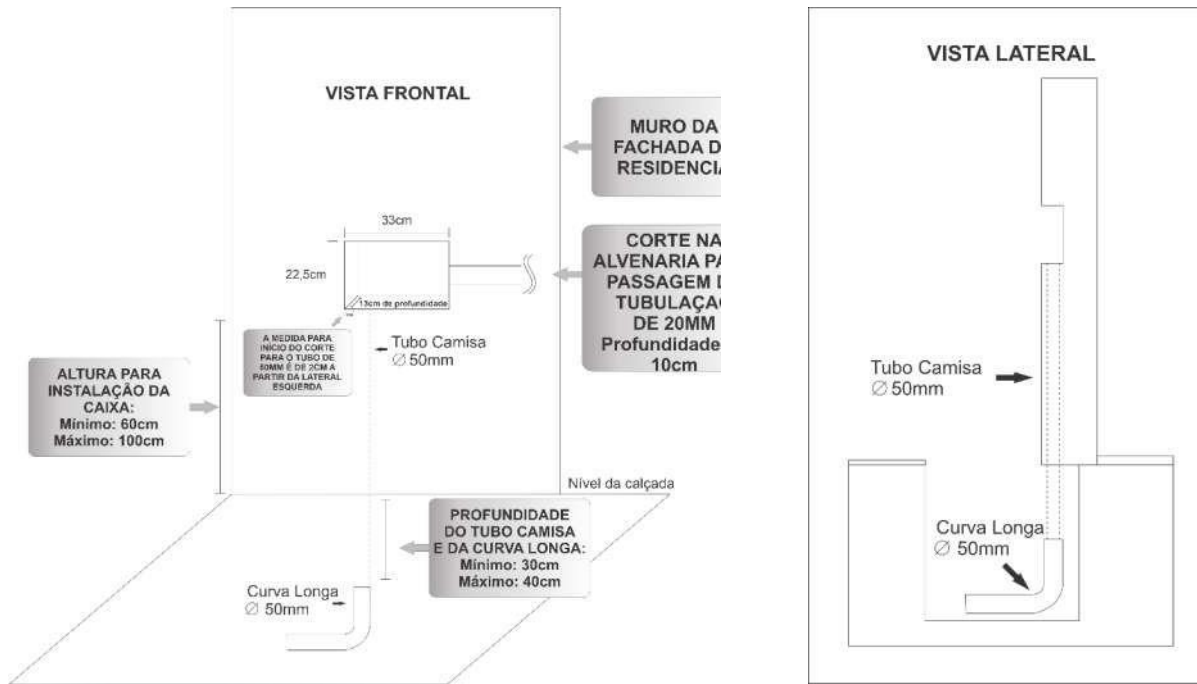 VISTA FRONTAL
MURO DA
FACHADA D
RESIDENCIA
33cm
22,5cm
13cm de profundidade
CORTE NA
ALVENARIA PA
PASSAGEM D
TUBULAÇÃO
DE 20MM
Profundidade
10cm
A MEDIDA PARA
INÍCIO DO CORTE
PARA O TUBO DE
50MM É DE 2CM A
PARTIR DA LATERAL
ESQUERDA
Tubo Camisa
∅ 50mm
ALTURA PARA
INSTALAÇÃO DA
CAIXA:
Mínimo: 60cm
Máximo: 100cm
Nível da calçada
PROFUNDIDADE
DO TUBO CAMISA
E DA CURVA LONGA:
Mínimo: 30cm
Máximo: 40cm
Curva Longa
∅ 50mm
VISTA LATERAL
Tubo Camisa
∅ 50mm
Curva Longa
∅ 50mm